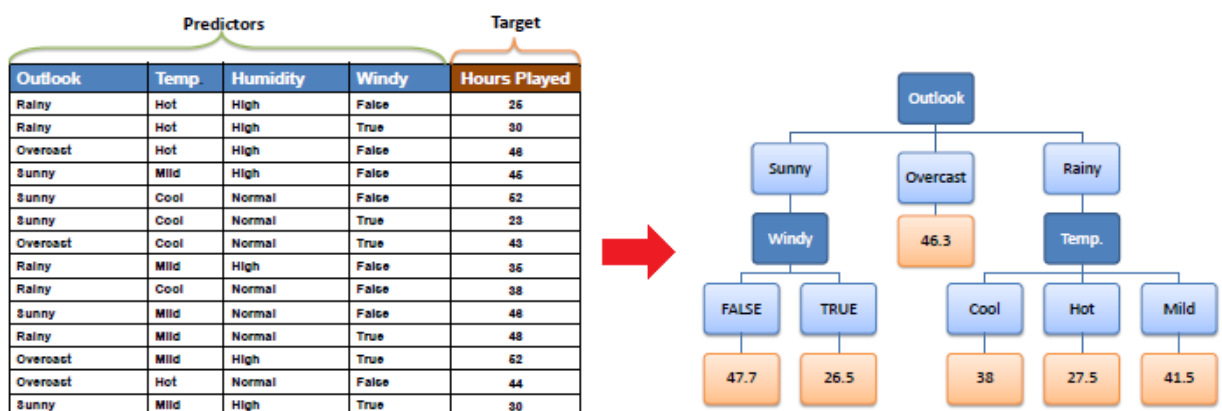 Predictors Target
Outlook Temp. Humidity Windy Hours Played
Rainy Hot High False 25
Rainy Hot High True 30
Overcast Hot High False 46
Sunny Mild High False 45
Sunny Cool Normal False 52
Sunny Cool Normal True 23
Overcast Cool Normal True 43
Rainy Mild High False 35
Rainy Cool Normal False 38
Sunny Mild Normal False 46
Rainy Mild Normal True 48
Overcast Mild High True 52
Overcast Hot Normal False 44
Sunny Mild High True 30
Outlook
Sunny Overcast Rainy
Windy 46.3 Temp.
FALSE TRUE Cool Hot Mild
47.7 26.5 38 27.5 41.5